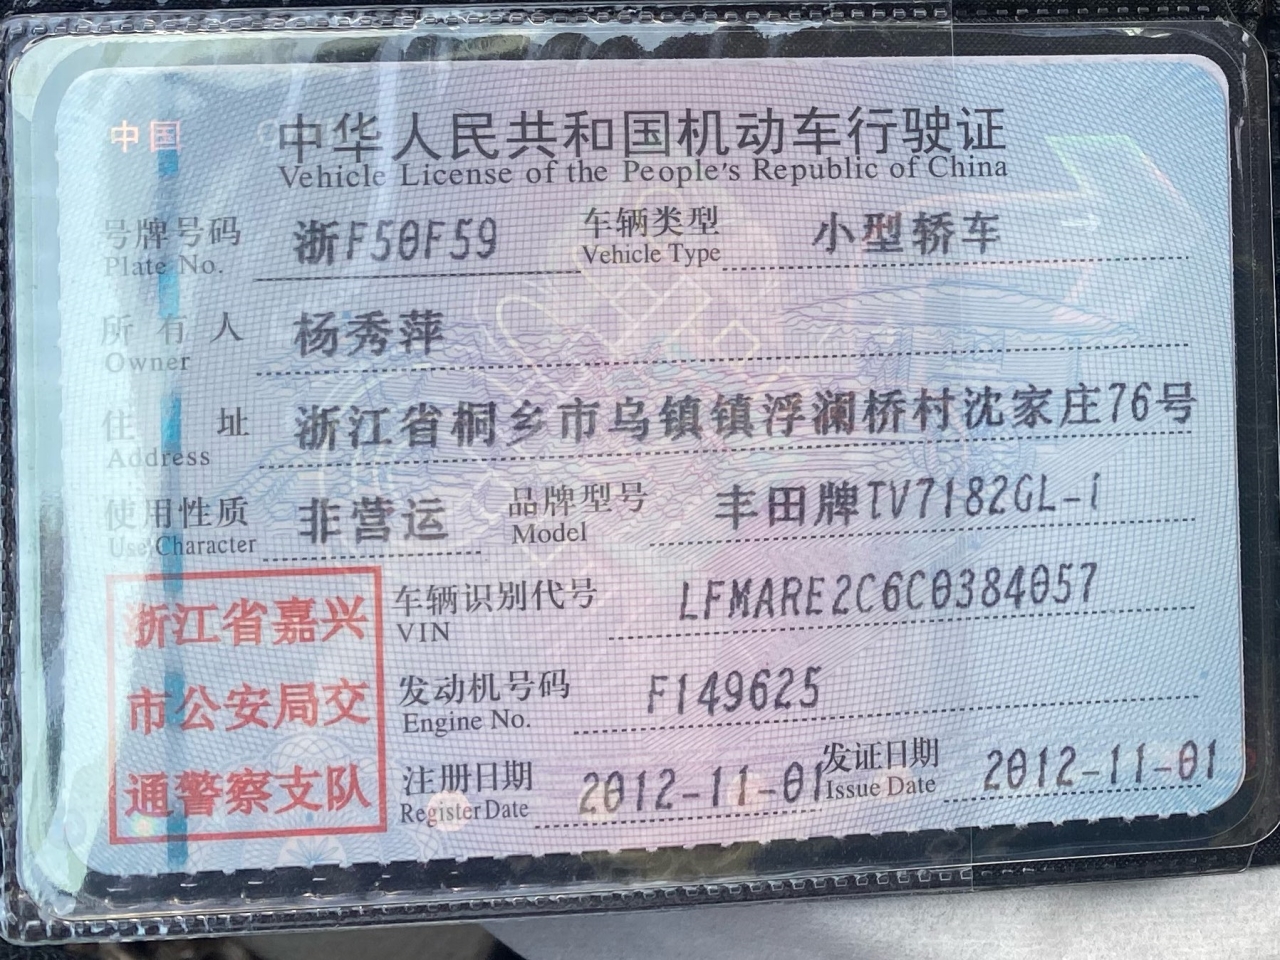 中国
中华人民共和国机动车行驶证
Vehicle License of the People's Republic of China
号牌号码 浙F50F59 车辆类型 小型轿车
Plate No. Vehicle Type
所有人 杨秀萍
Owner
住址 浙江省桐乡市乌镇镇浮澜桥村沈家庄76号
Address
使用性质 非营运 品牌型号 丰田牌TV7182GL-i
Use Character Model
浙江省嘉兴
市公安局交
通警察支队
车辆识别代号 LFMARE2C6C0384057
VIN
发动机号码 F149625
Engine No.
注册日期 2012-11-01 发证日期 2012-11-01
Register Date Issue Date